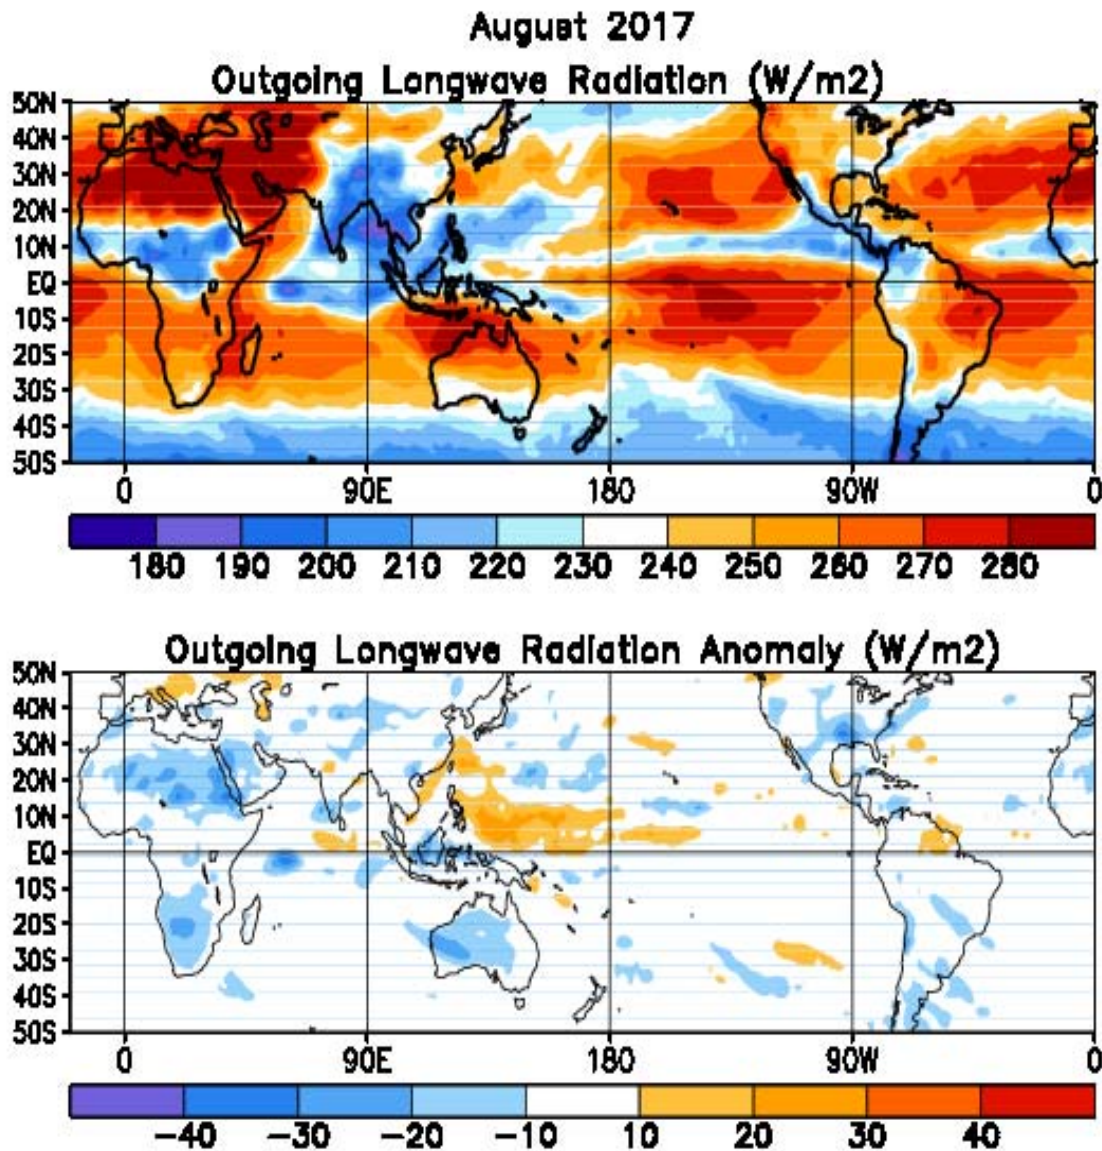 August 2017
Outgoing Longwave Radiation (W/m2)
50N
40N
30N
20N
10N
EQ
10S
20S
30S
40S
50S
0 90E 180 90W 0
180 190 200 210 220 230 240 250 260 270 280
Outgoing Longwave Radiation Anomaly (W/m2)
50N
40N
30N
20N
10N
EQ
10S
20S
30S
40S
50S
0 90E 180 90W 0
−40 −30 −20 −10 10 20 30 40